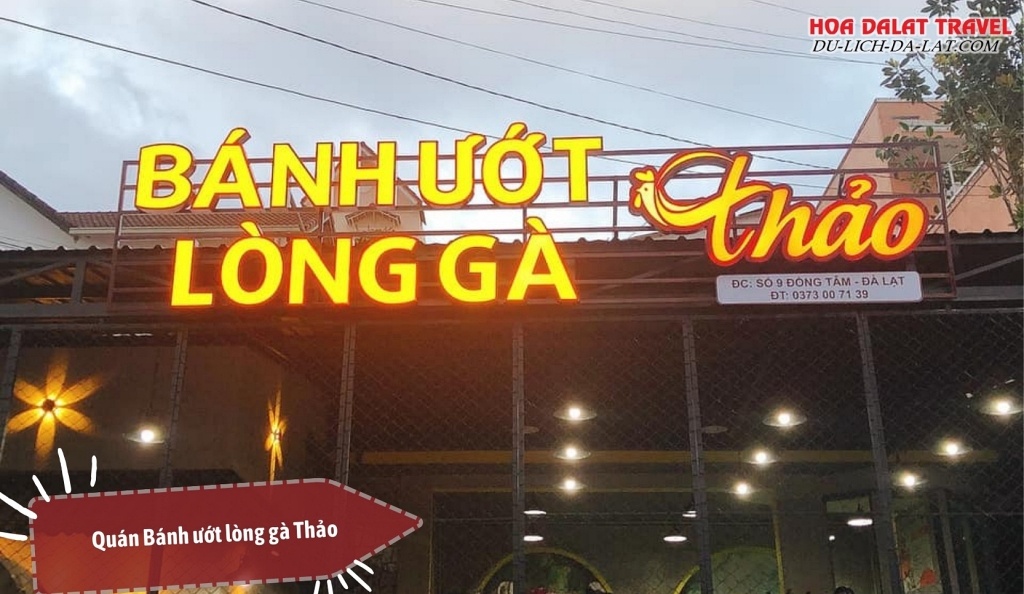 HOA DALAT TRAVEL
DU-LICH-DA-LAT.COM
BÁNH ƯỚT
LÒNG GÀ
Thảo
ĐC: SỐ 9 ĐỒNG TÂM - ĐÀ LẠT
ĐT: 0373 00 71 39
Quán Bánh ướt lòng gà Thảo